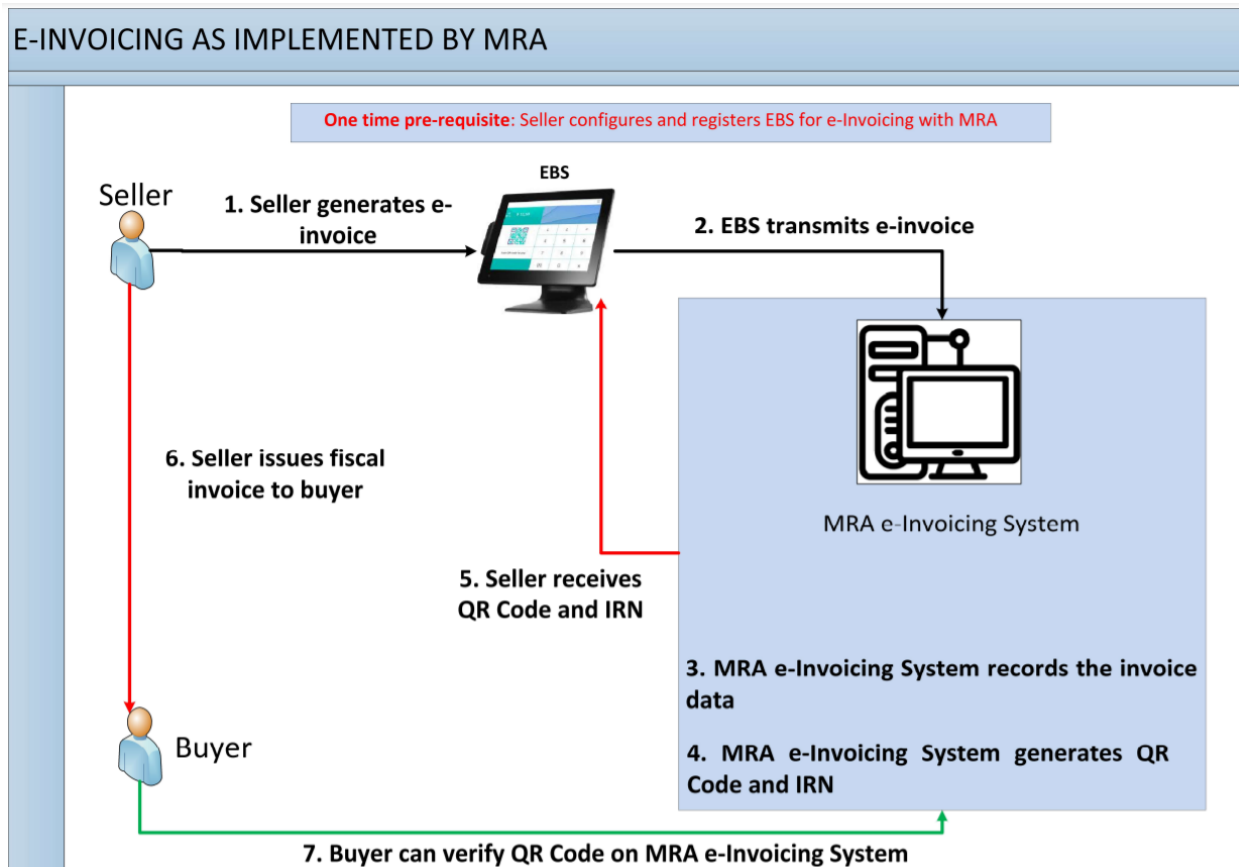 E-INVOICING AS IMPLEMENTED BY MRA
One time pre-requisite: Seller configures and registers EBS for e-Invoicing with MRA
Seller
1. Seller generates e-
invoice
EBS
2. EBS transmits e-invoice
MRA e-Invoicing System
6. Seller issues fiscal
invoice to buyer
5. Seller receives
QR Code and IRN
3. MRA e-Invoicing System records the invoice
data
4. MRA e-Invoicing System generates QR
Code and IRN
Buyer
7. Buyer can verify QR Code on MRA e-Invoicing System